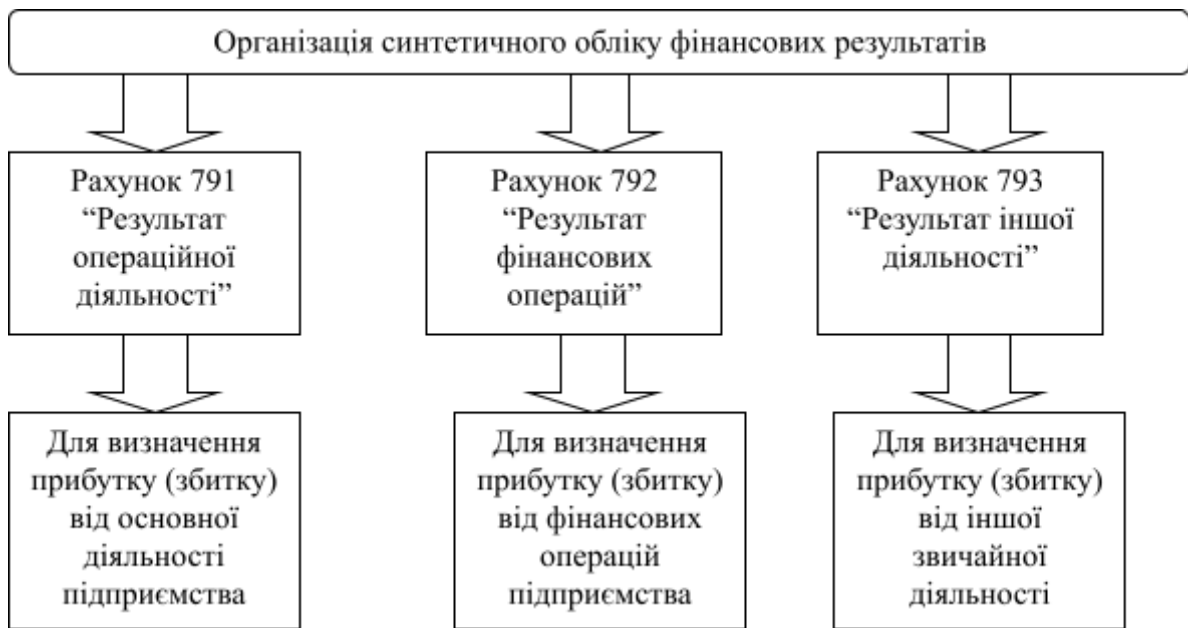 Організація синтетичного обліку фінансових результатів
Рахунок 791
“Результат
операційної
діяльності”
Рахунок 792
“Результат
фінансових
операцій”
Рахунок 793
“Результат іншої
діяльності”
Для визначення
прибутку (збитку)
від основної
діяльності
підприємства
Для визначення
прибутку (збитку)
від фінансових
операцій
підприємства
Для визначення
прибутку (збитку)
від іншої
звичайної
діяльності